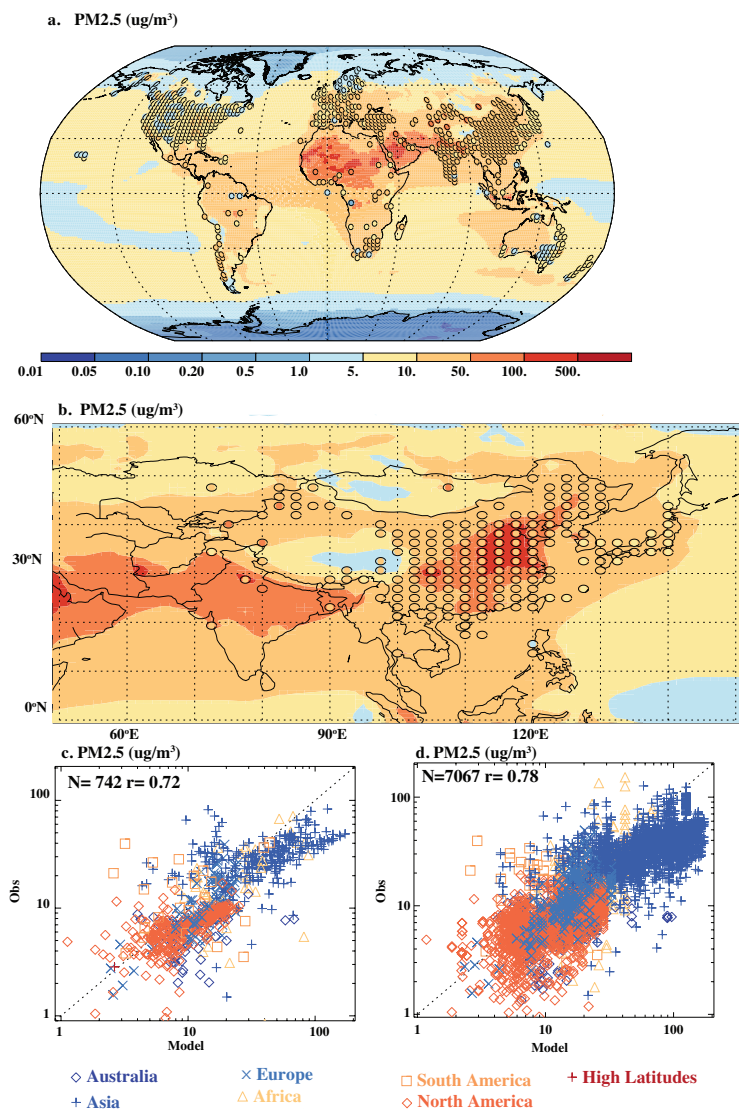 a. PM2.5 (ug/m³)
0.01 0.05 0.10 0.20 0.5 1.0 5. 10. 50. 100. 500.
b. PM2.5 (ug/m³)
60°N
30°N
0°N
60°E 90°E 120°E
c. PM2.5 (ug/m³) d. PM2.5 (ug/m³)
N= 742 r= 0.72 N=7067 r= 0.78
100 100
Obs Obs
10 10
1 1
1 10 100 1 10 100
Model Model
Australia Europe South America High Latitudes
Asia Africa North America